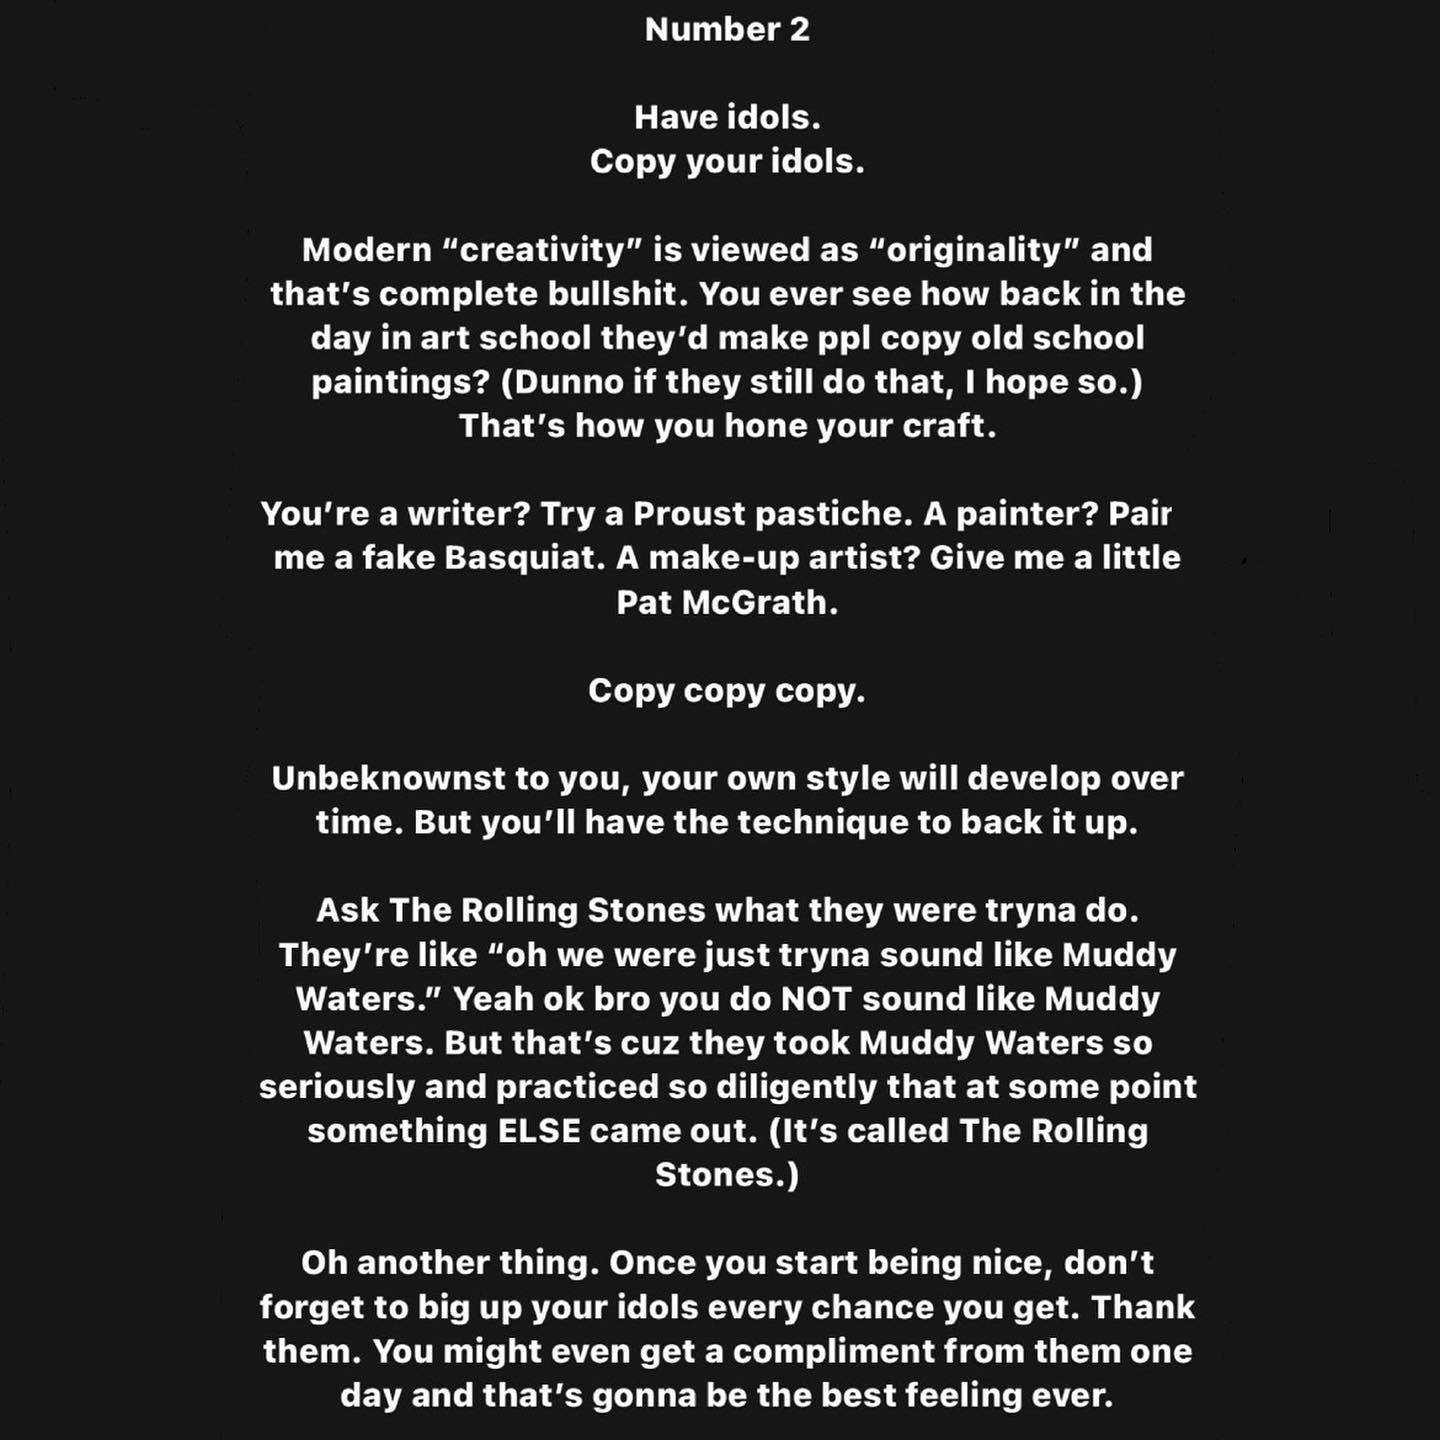 Number 2
Have idols.
Copy your idols.
Modern “creativity” is viewed as “originality” and
that’s complete bullshit. You ever see how back in the
day in art school they’d make ppl copy old school
paintings? (Dunno if they still do that, I hope so.)
That’s how you hone your craft.
You’re a writer? Try a Proust pastiche. A painter? Pair
me a fake Basquiat. A make-up artist? Give me a little
Pat McGrath.
Copy copy copy.
Unbeknownst to you, your own style will develop over
time. But you’ll have the technique to back it up.
Ask The Rolling Stones what they were tryna do.
They’re like “oh we were just tryna sound like Muddy
Waters.” Yeah ok bro you do NOT sound like Muddy
Waters. But that’s cuz they took Muddy Waters so
seriously and practiced so diligently that at some point
something ELSE came out. (It’s called The Rolling
Stones.)
Oh another thing. Once you start being nice, don’t
forget to big up your idols every chance you get. Thank
them. You might even get a compliment from them one
day and that’s gonna be the best feeling ever.